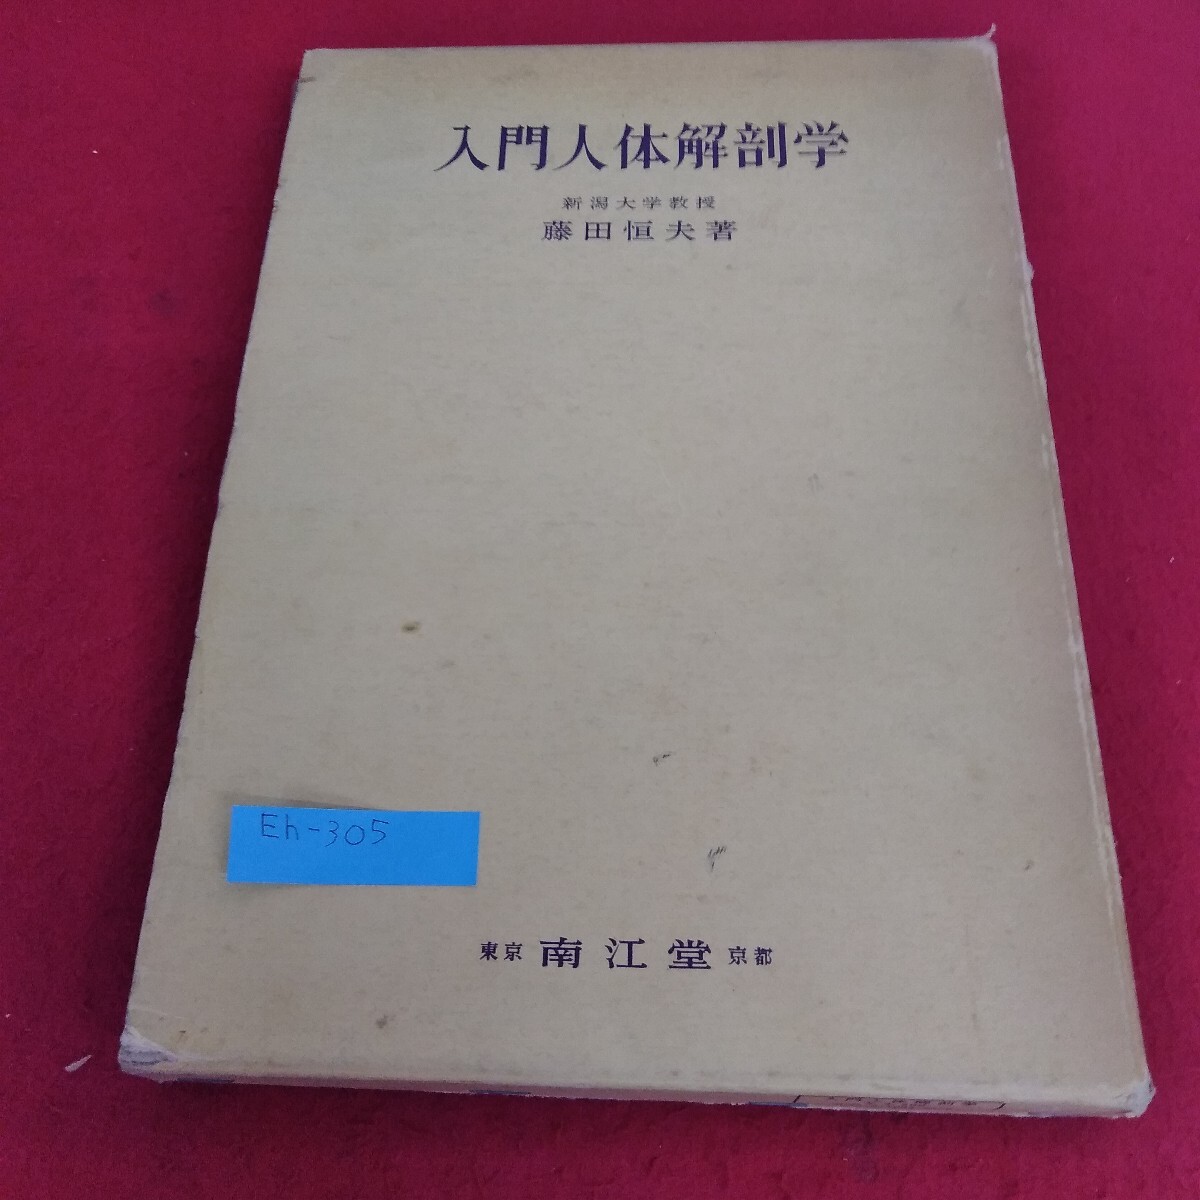 入門人体解剖学
新潟大学教授
藤田恒夫著
Eh-305
東京 南江堂 京都